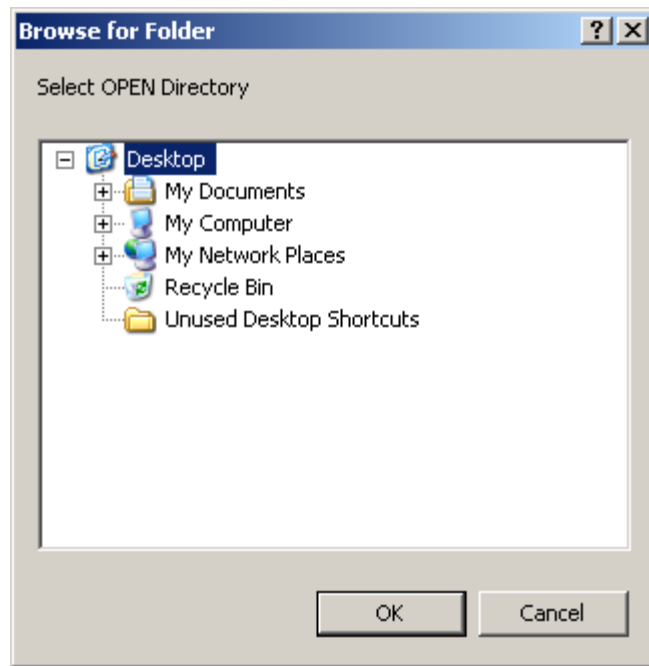 Browse for Folder
Select OPEN Directory
Desktop
My Documents
My Computer
My Network Places
Recycle Bin
Unused Desktop Shortcuts
OK Cancel